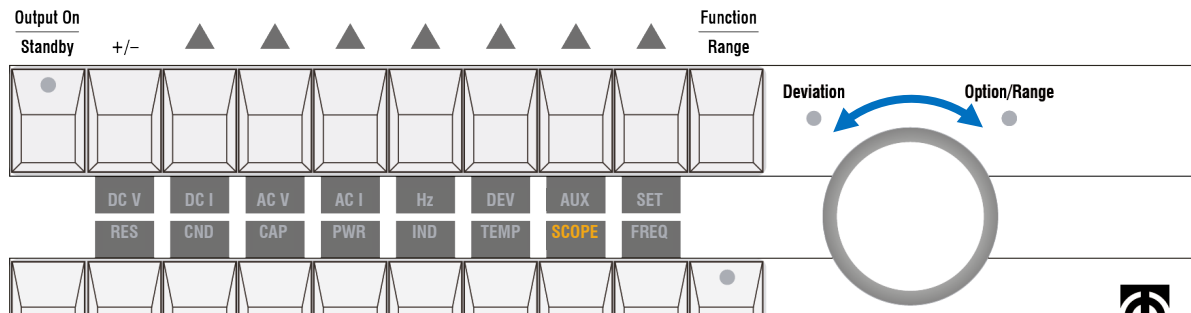 Output On
Standby
+/−
Function
Range
Deviation
Option/Range
DC V
DC I
AC V
AC I
Hz
DEV
AUX
SET
RES
CND
CAP
PWR
IND
TEMP
SCOPE
FREQ